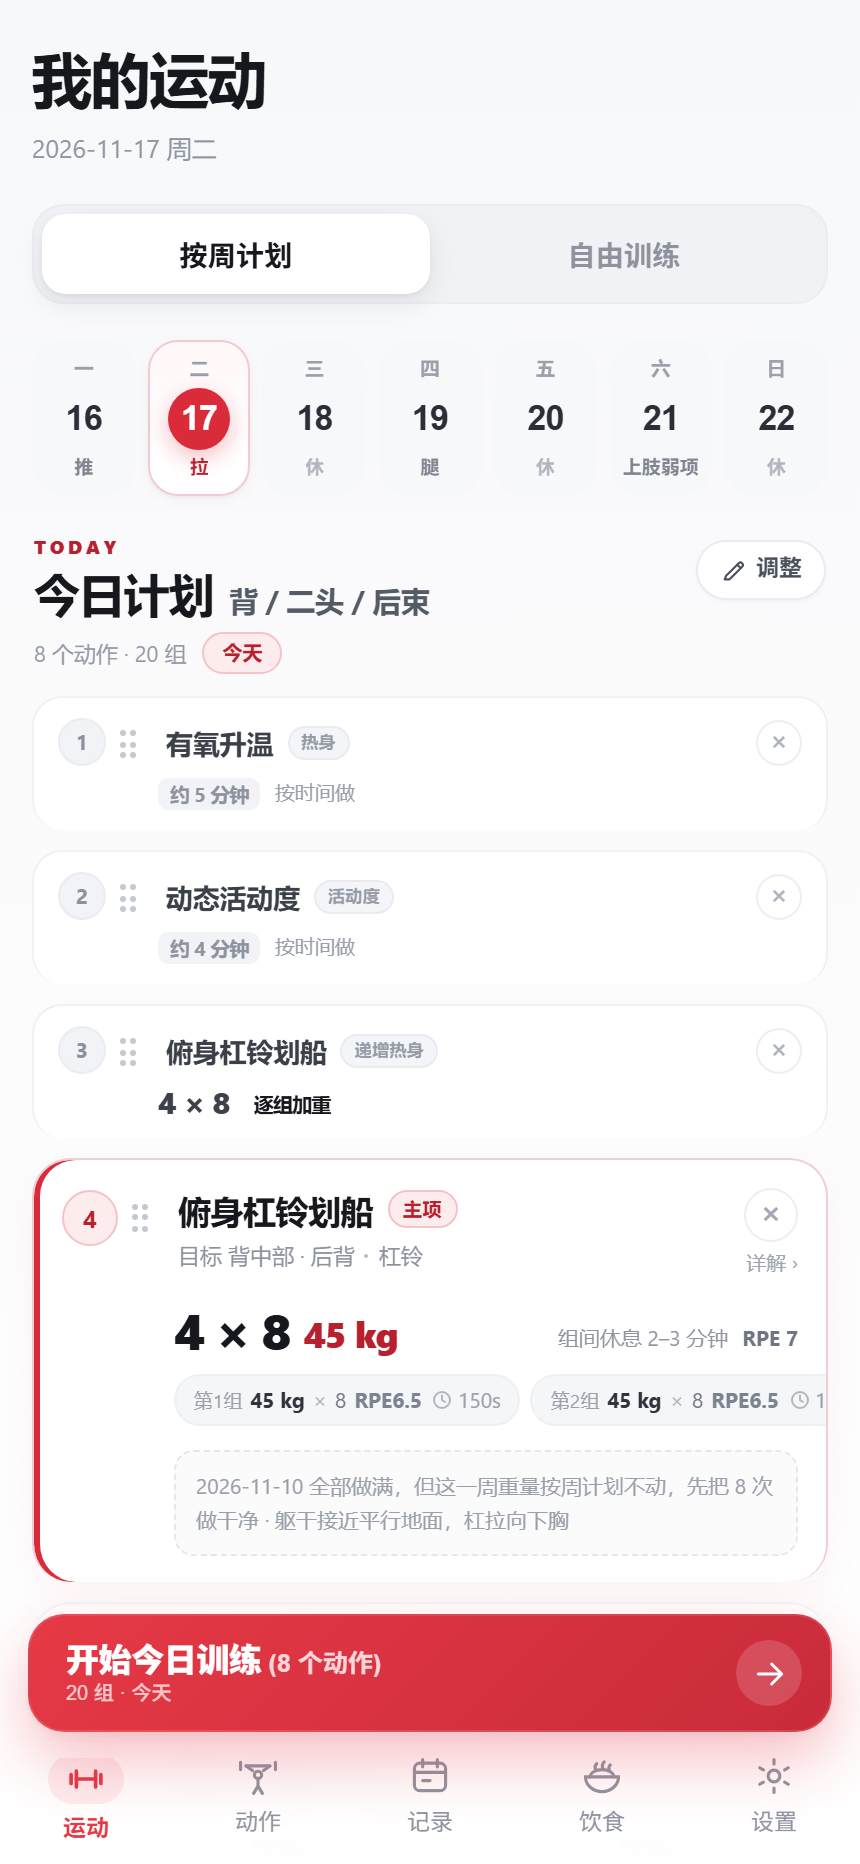 我的运动
2026-11-17 周二
按周计划 自由训练
一 二 三 四 五 六 日
16 17 18 19 20 21 22
推 拉 休 腿 休 上肢弱项 休
TODAY
今日计划 背 / 二头 / 后束 调整
8 个动作 · 20 组 今天
1 有氧升温 热身 ×
约 5 分钟 按时间做
2 动态活动度 活动度 ×
约 4 分钟 按时间做
3 俯身杠铃划船 递增热身 ×
4 × 8 逐组加重
4 俯身杠铃划船 主项 ×
目标 背中部 · 后背 · 杠铃 详解 ›
4 × 8 45 kg 组间休息 2–3 分钟 RPE 7
第1组 45 kg × 8 RPE6.5 150s 第2组 45 kg × 8 RPE6.5 1
2026-11-10 全部做满，但这一周重量按周计划不动，先把 8 次
做干净 · 躯干接近平行地面，杠拉向下胸
开始今日训练 (8 个动作)
20 组 · 今天
运动 动作 记录 饮食 设置